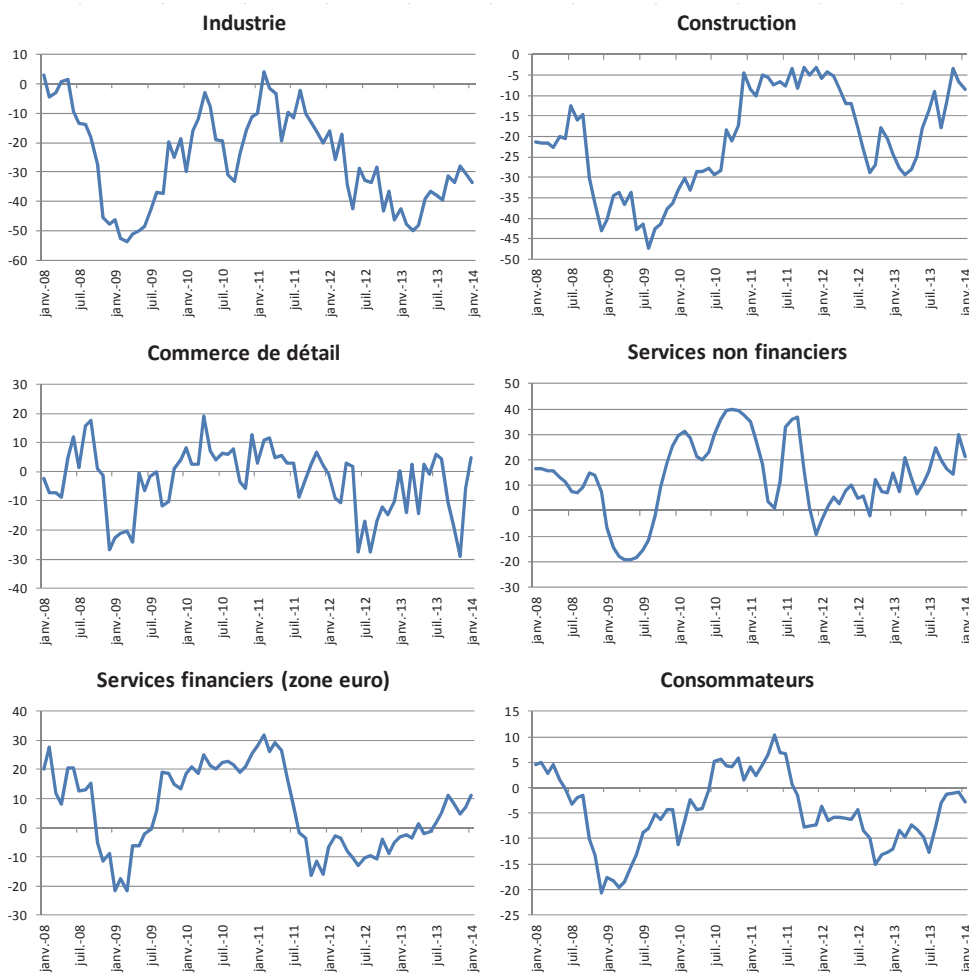 Industrie
10
0
-10
-20
-30
-40
-50
-60
janv.-08
juil.-08
janv.-09
juil.-09
janv.-10
juil.-10
janv.-11
juil.-11
janv.-12
juil.-12
janv.-13
juil.-13
janv.-14
Construction
0
-5
-10
-15
-20
-25
-30
-35
-40
-45
-50
janv.-08
juil.-08
janv.-09
juil.-09
janv.-10
juil.-10
janv.-11
juil.-11
janv.-12
juil.-12
janv.-13
juil.-13
janv.-14
Commerce de détail
30
20
10
0
-10
-20
-30
-40
janv.-08
juil.-08
janv.-09
juil.-09
janv.-10
juil.-10
janv.-11
juil.-11
janv.-12
juil.-12
janv.-13
juil.-13
janv.-14
Services non financiers
50
40
30
20
10
0
-10
-20
-30
janv.-08
juil.-08
janv.-09
juil.-09
janv.-10
juil.-10
janv.-11
juil.-11
janv.-12
juil.-12
janv.-13
juil.-13
janv.-14
Services financiers (zone euro)
40
30
20
10
0
-10
-20
-30
janv.-08
juil.-08
janv.-09
juil.-09
janv.-10
juil.-10
janv.-11
juil.-11
janv.-12
juil.-12
janv.-13
juil.-13
janv.-14
Consommateurs
15
10
5
0
-5
-10
-15
-20
-25
janv.-08
juil.-08
janv.-09
juil.-09
janv.-10
juil.-10
janv.-11
juil.-11
janv.-12
juil.-12
janv.-13
juil.-13
janv.-14